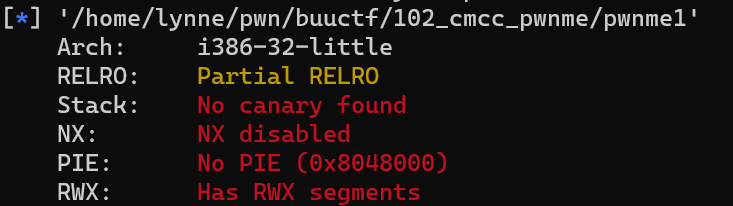 [*] '/home/lynne/pwn/buuctf/102_cmcc_pwnme/pwnme1'
Arch: i386-32-little
RELRO: Partial RELRO
Stack: No canary found
NX: NX disabled
PIE: No PIE (0x8048000)
RWX: Has RWX segments